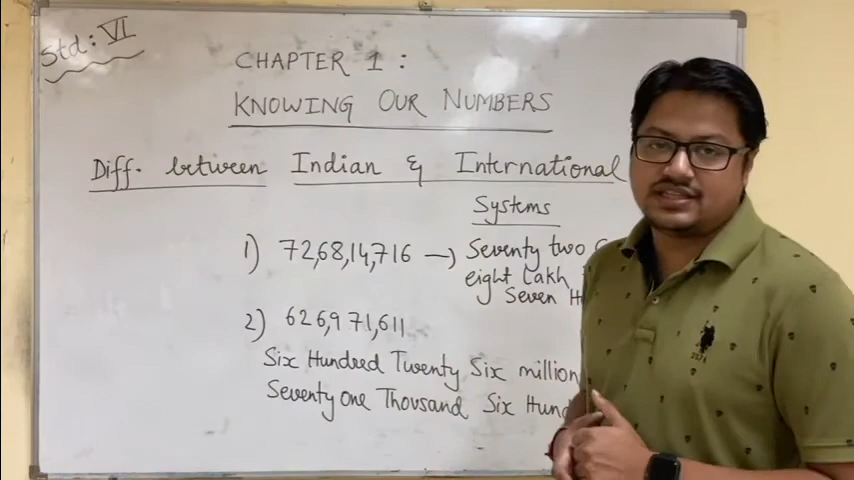 Std: VI
CHAPTER 1 :
KNOWING OUR NUMBERS
Diff. between Indian & International
Systems
1) 72,68,14,716 → Seventy two
eight Lakh
Seven
2) 626,971,611
Six Hundred Twenty Six million
Seventy one Thousand Six